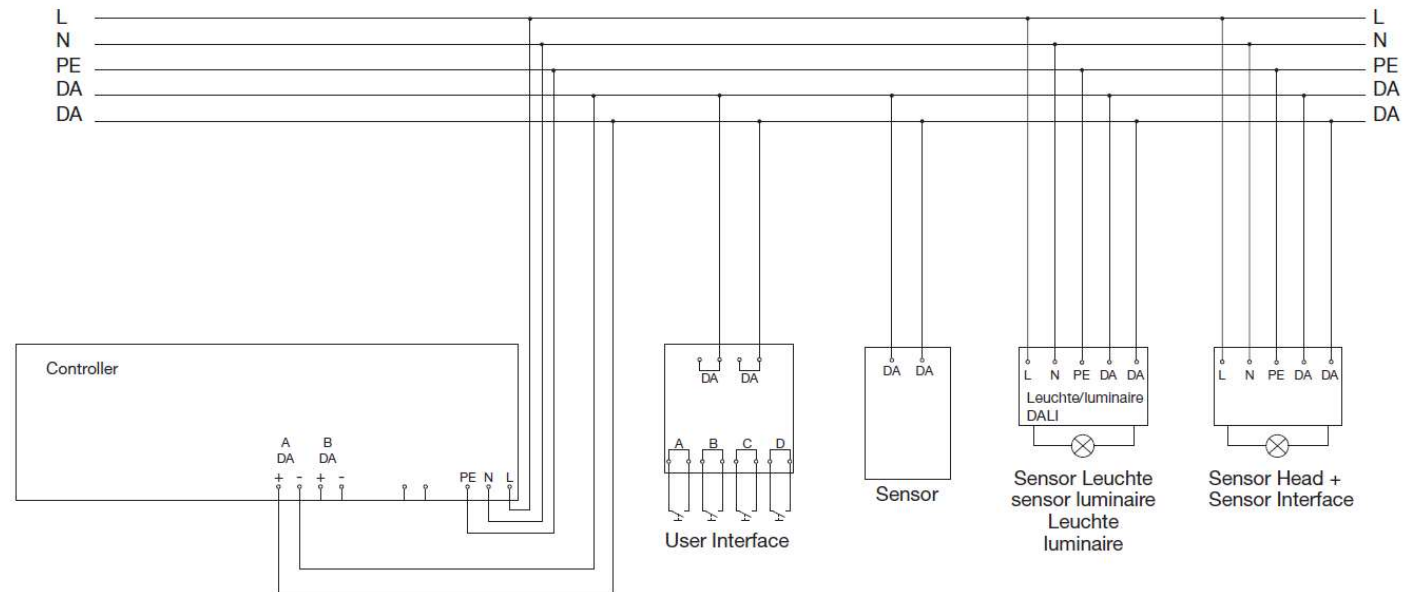 L L
N N
PE PE
DA DA
DA DA
Controller
A B
DA DA
+ - + -
PE N L
DA DA
A B C D
User Interface
DA DA
Sensor
L N PE DA DA
Leuchte/luminaire
DALI
Sensor Leuchte
sensor luminaire
Leuchte
luminaire
L N PE DA DA
Sensor Head +
Sensor Interface